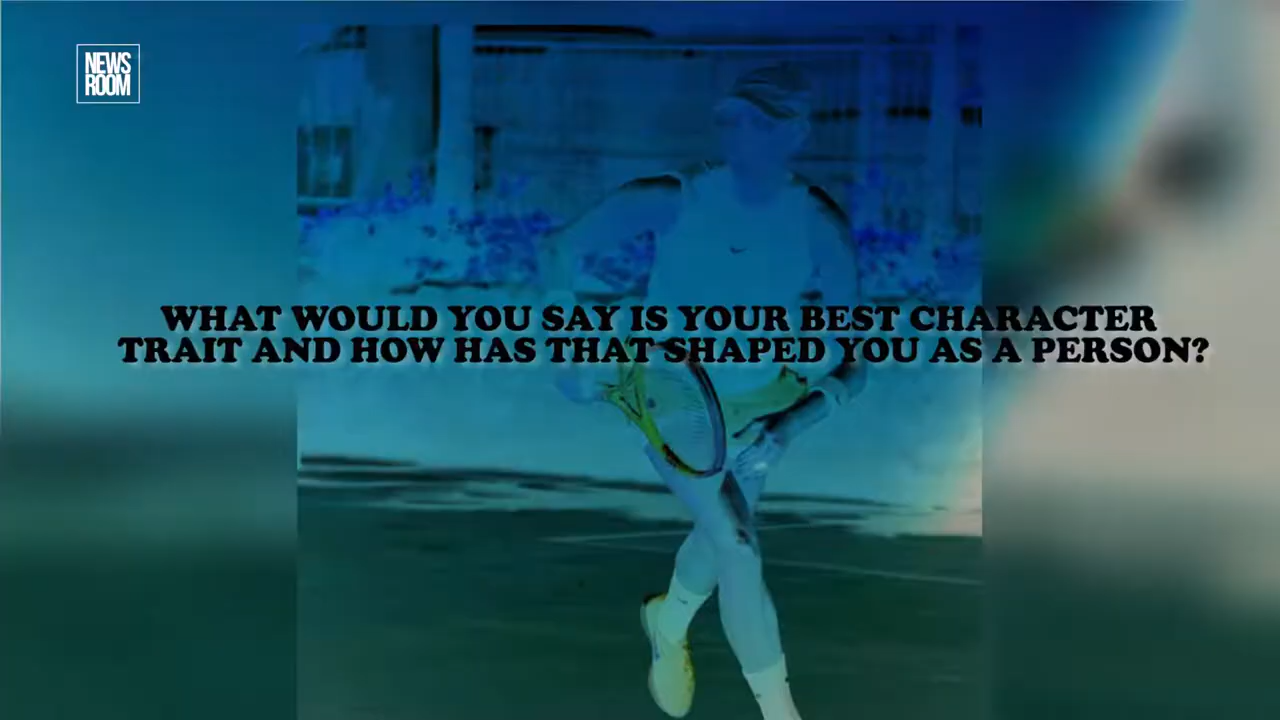 NEWS
ROOM
WHAT WOULD YOU SAY IS YOUR BEST CHARACTER
TRAIT AND HOW HAS THAT SHAPED YOU AS A PERSON?